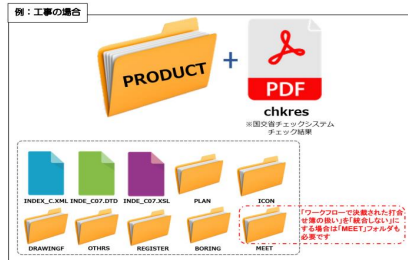 例：工事の場合
PRODUCT
+
PDF
chkres
※国交省チェックシステム
チェック結果
INDEX_C.XML INDE_C07.DTD INDE_C07.XSL PLAN ICON
DRAWINGF OTHRS REGISTER BORING MEET
「ワークフローで決裁された打合
せ簿の扱い」を「統合しない」に
する場合は「MEET」フォルダも
必要です